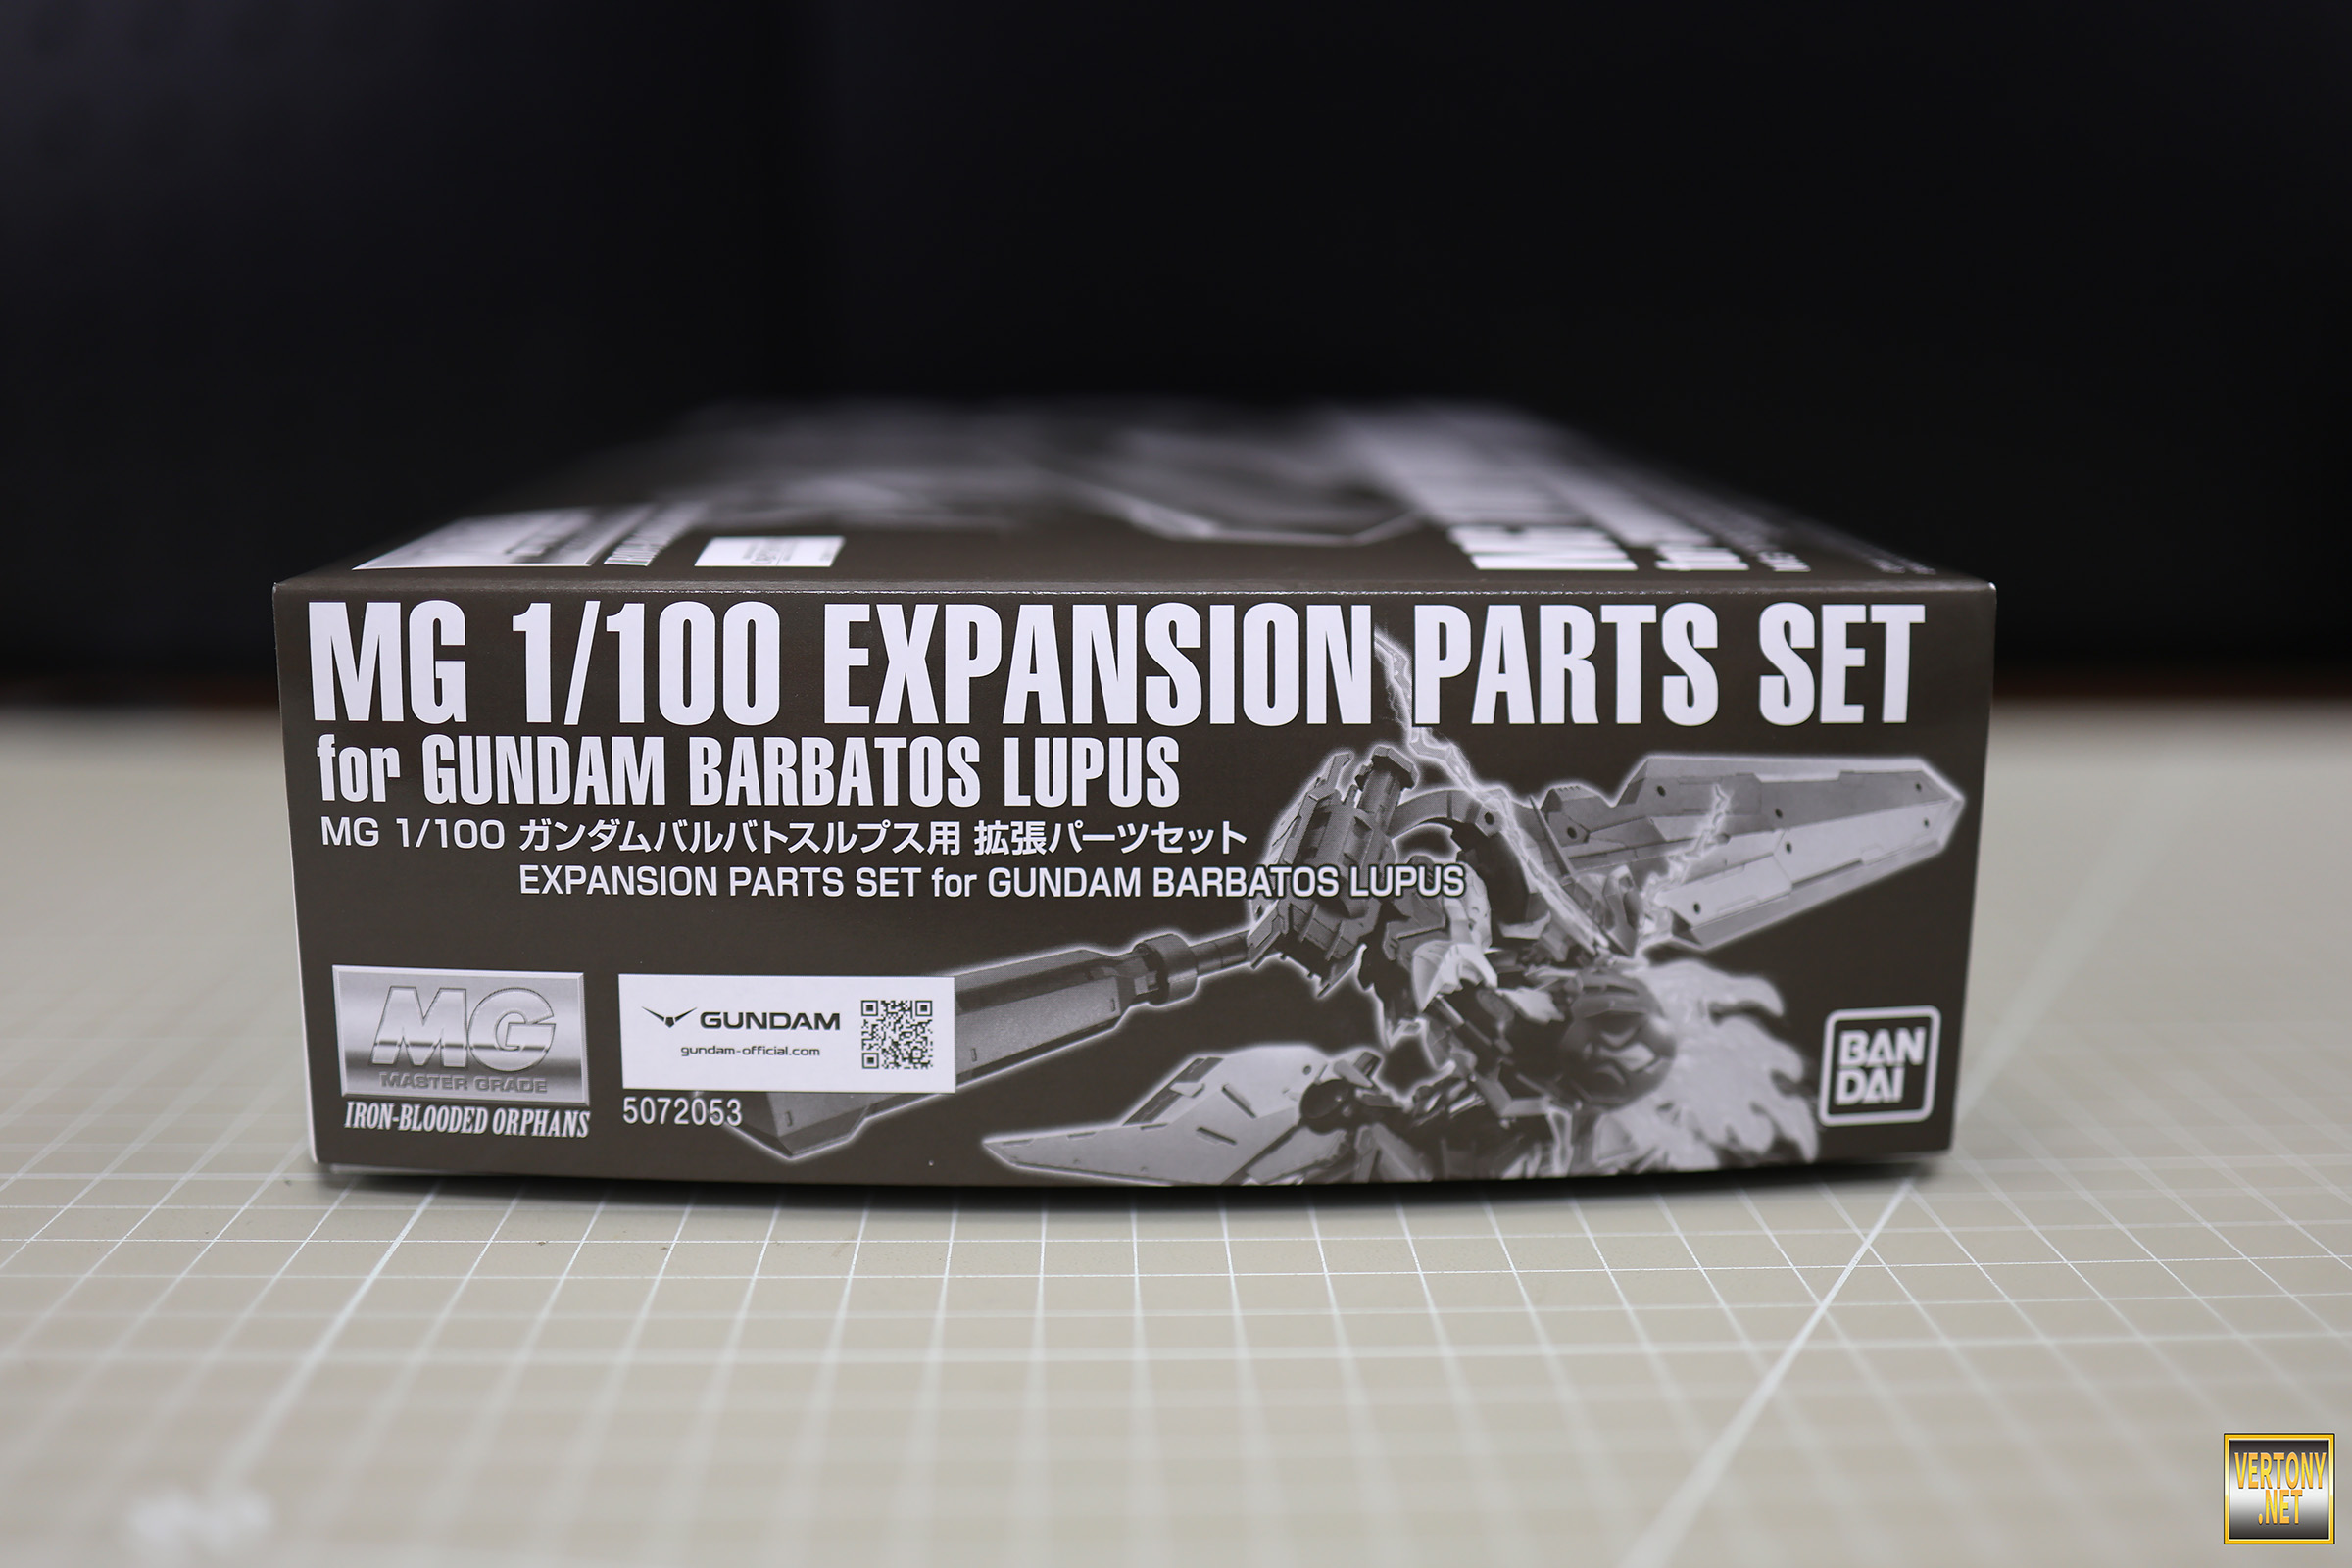 MG 1/100 EXPANSION PARTS SET
for GUNDAM BARBATOS LUPUS
MG 1/100 ガンダムバルバトスルプス用 拡張パーツセット
EXPANSION PARTS SET for GUNDAM BARBATOS LUPUS
MG
MASTER GRADE
IRON-BLOODED ORPHANS
GUNDAM
gundam-official.com
5072053
BAN
DAI
VERTONY
.NET